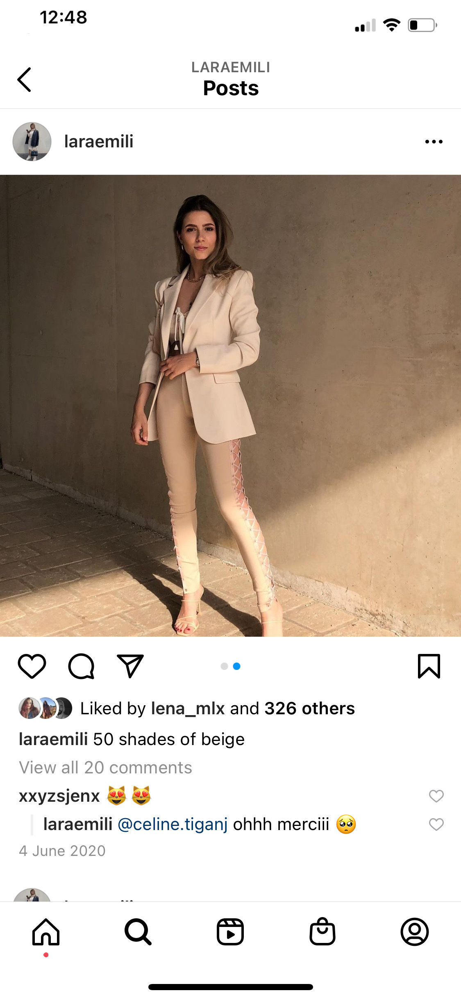 12:48
LARAEMILI
Posts
laraemili
Liked by lena_mlx and 326 others
laraemili 50 shades of beige
View all 20 comments
xxyzsjenx 😻 😻
laraemili @celine.tiganj ohhh merciii 🥺
4 June 2020